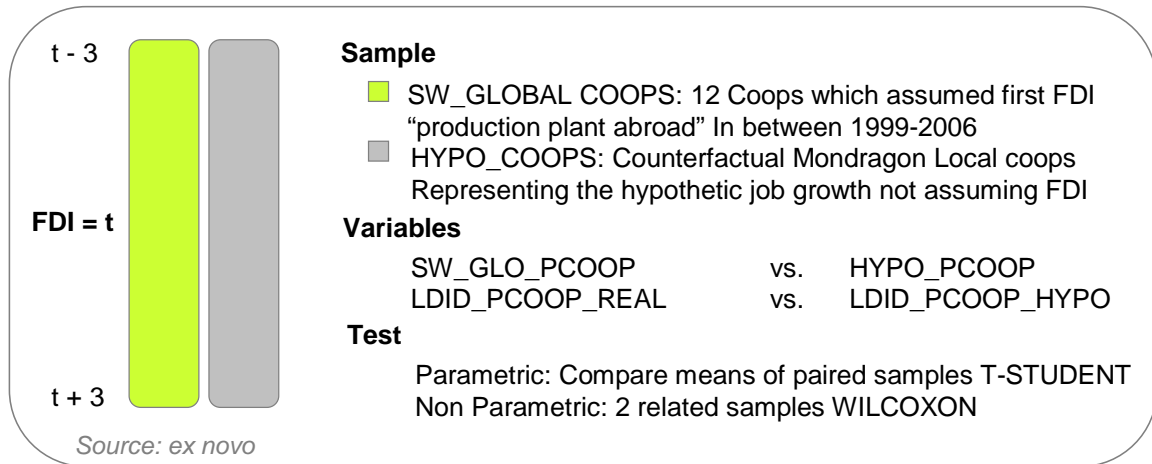 t - 3
FDI = t
t + 3
Source: ex novo
Sample
SW_GLOBAL COOPS: 12 Coops which assumed first FDI
“production plant abroad” In between 1999-2006
HYPO_COOPS: Counterfactual Mondragon Local coops
Representing the hypothetic job growth not assuming FDI
Variables
SW_GLO_PCOOP vs. HYPO_PCOOP
LDID_PCOOP_REAL vs. LDID_PCOOP_HYPO
Test
Parametric: Compare means of paired samples T-STUDENT
Non Parametric: 2 related samples WILCOXON